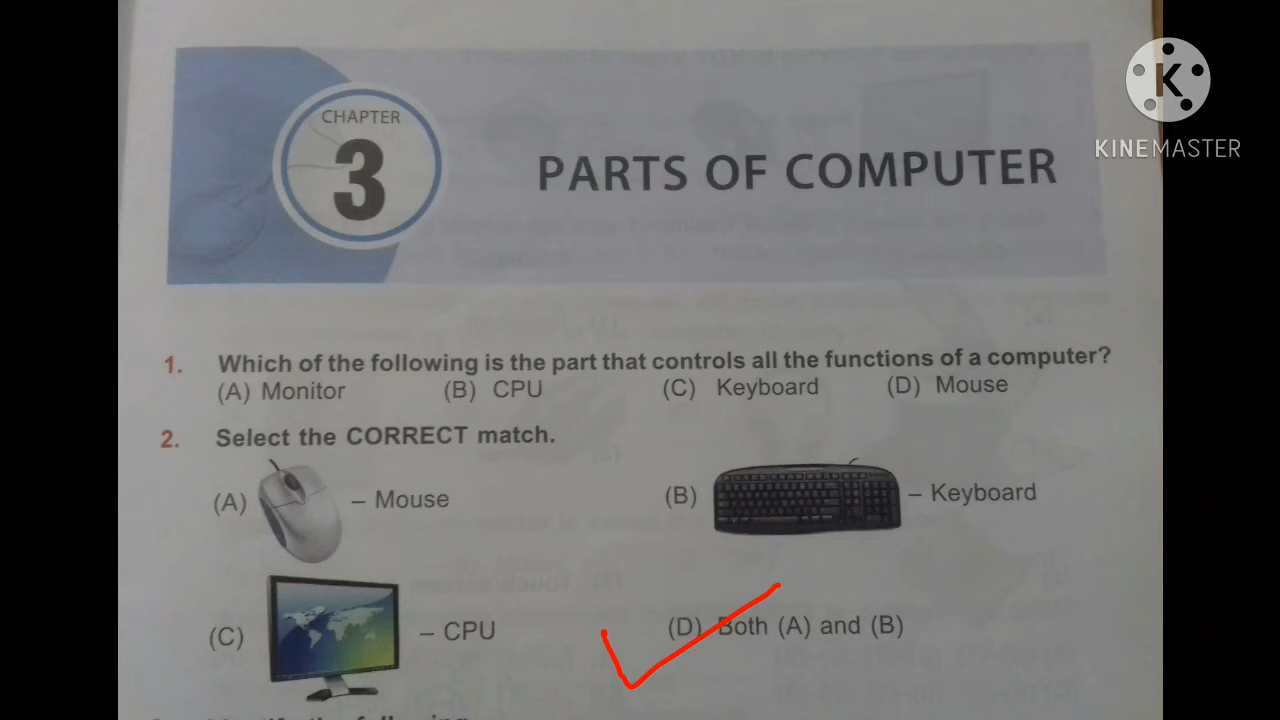 K
KINEMASTER
CHAPTER
3
PARTS OF COMPUTER
1. Which of the following is the part that controls all the functions of a computer?
(A) Monitor (B) CPU (C) Keyboard (D) Mouse
2. Select the CORRECT match.
(A) – Mouse (B) – Keyboard
(C) – CPU (D) Both (A) and (B)